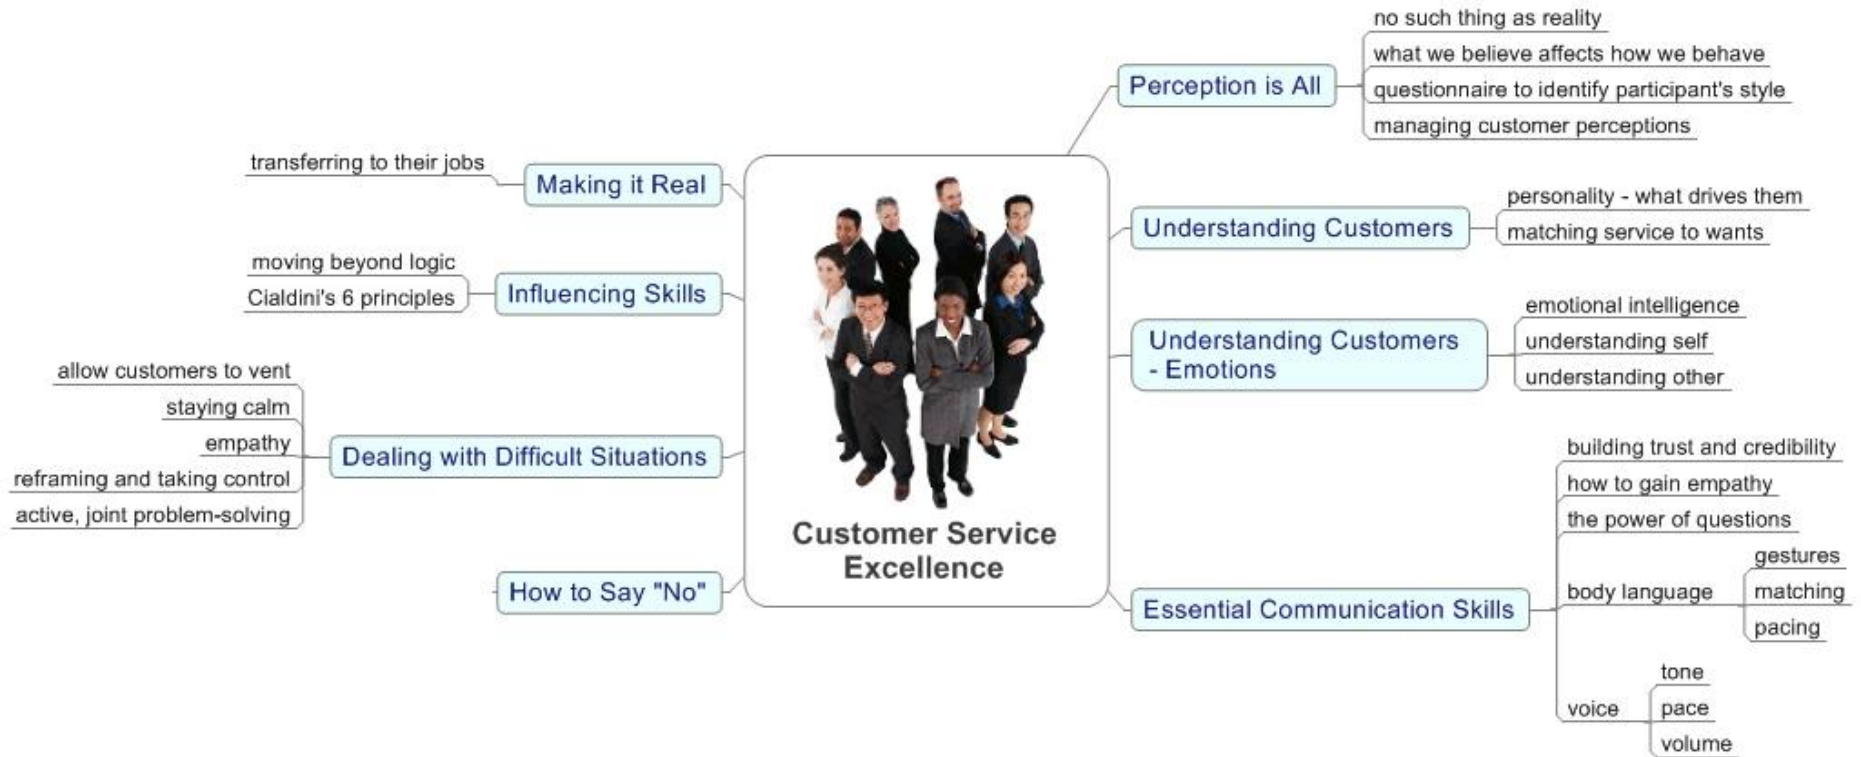 Customer Service
Excellence
Perception is All
no such thing as reality
what we believe affects how we behave
questionnaire to identify participant's style
managing customer perceptions
Understanding Customers
personality - what drives them
matching service to wants
Understanding Customers
- Emotions
emotional intelligence
understanding self
understanding other
Essential Communication Skills
building trust and credibility
how to gain empathy
the power of questions
body language
gestures
matching
pacing
voice
tone
pace
volume
How to Say "No"
Dealing with Difficult Situations
allow customers to vent
staying calm
empathy
reframing and taking control
active, joint problem-solving
Influencing Skills
moving beyond logic
Cialdini's 6 principles
Making it Real
transferring to their jobs